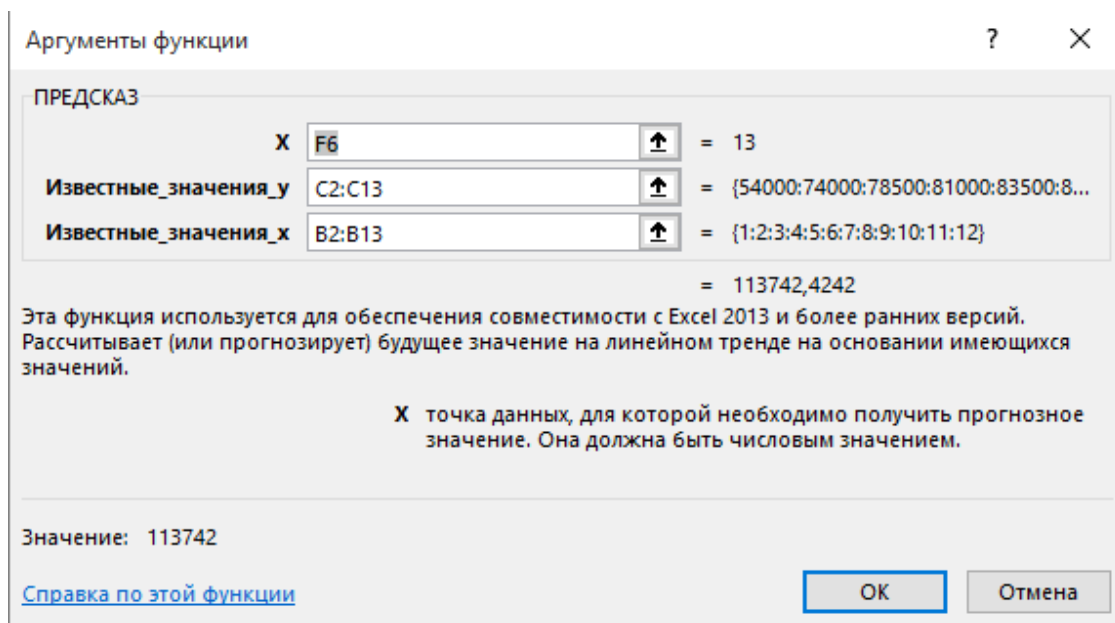 Аргументы функции ? ×
ПРЕДСКАЗ
X F6 = 13
Известные_значения_y C2:C13 = {54000:74000:78500:81000:83500:8...
Известные_значения_x B2:B13 = {1:2:3:4:5:6:7:8:9:10:11:12}
= 113742,4242
Эта функция используется для обеспечения совместимости с Excel 2013 и более ранних версий.
Рассчитывает (или прогнозирует) будущее значение на линейном тренде на основании имеющихся
значений.
X точка данных, для которой необходимо получить прогнозное
значение. Она должна быть числовым значением.
Значение: 113742
Справка по этой функции ОК Отмена